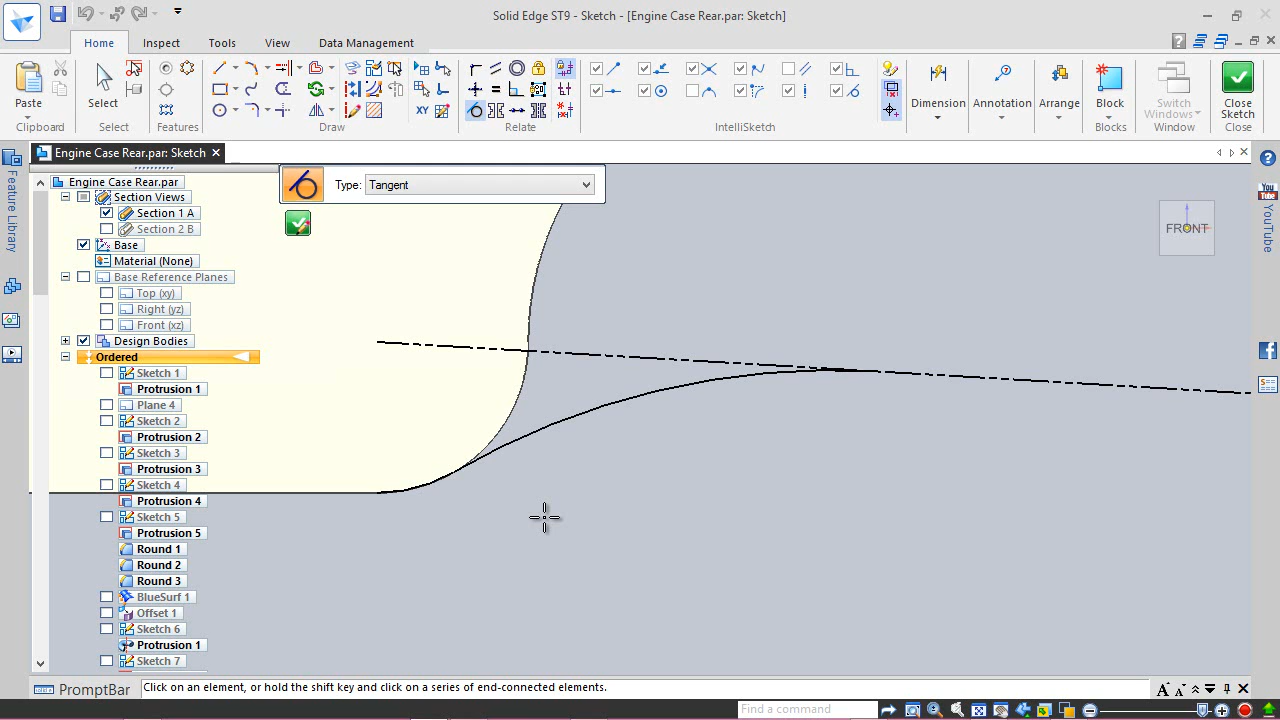 Solid Edge ST9 - Sketch - [Engine Case Rear.par: Sketch]
Home Inspect Tools View Data Management
Paste
Clipboard
Select
Select
Features
Draw
Relate
IntelliSketch
Dimension
Annotation
Arrange
Block
Blocks
Switch Windows
Window
Close Sketch
Close
Engine Case Rear.par: Sketch
Feature Library
Type: Tangent
Engine Case Rear.par
Section Views
Section 1 A
Section 2 B
Base
Material (None)
Base Reference Planes
Top (xy)
Right (yz)
Front (xz)
Design Bodies
Ordered
Sketch 1
Protrusion 1
Plane 4
Sketch 2
Protrusion 2
Sketch 3
Protrusion 3
Sketch 4
Protrusion 4
Sketch 5
Protrusion 5
Round 1
Round 2
Round 3
BlueSurf 1
Offset 1
Sketch 6
Protrusion 1
Sketch 7
FRONT
You Tube
YouTube
PromptBar
Click on an element, or hold the shift key and click on a series of end-connected elements.
Find a command